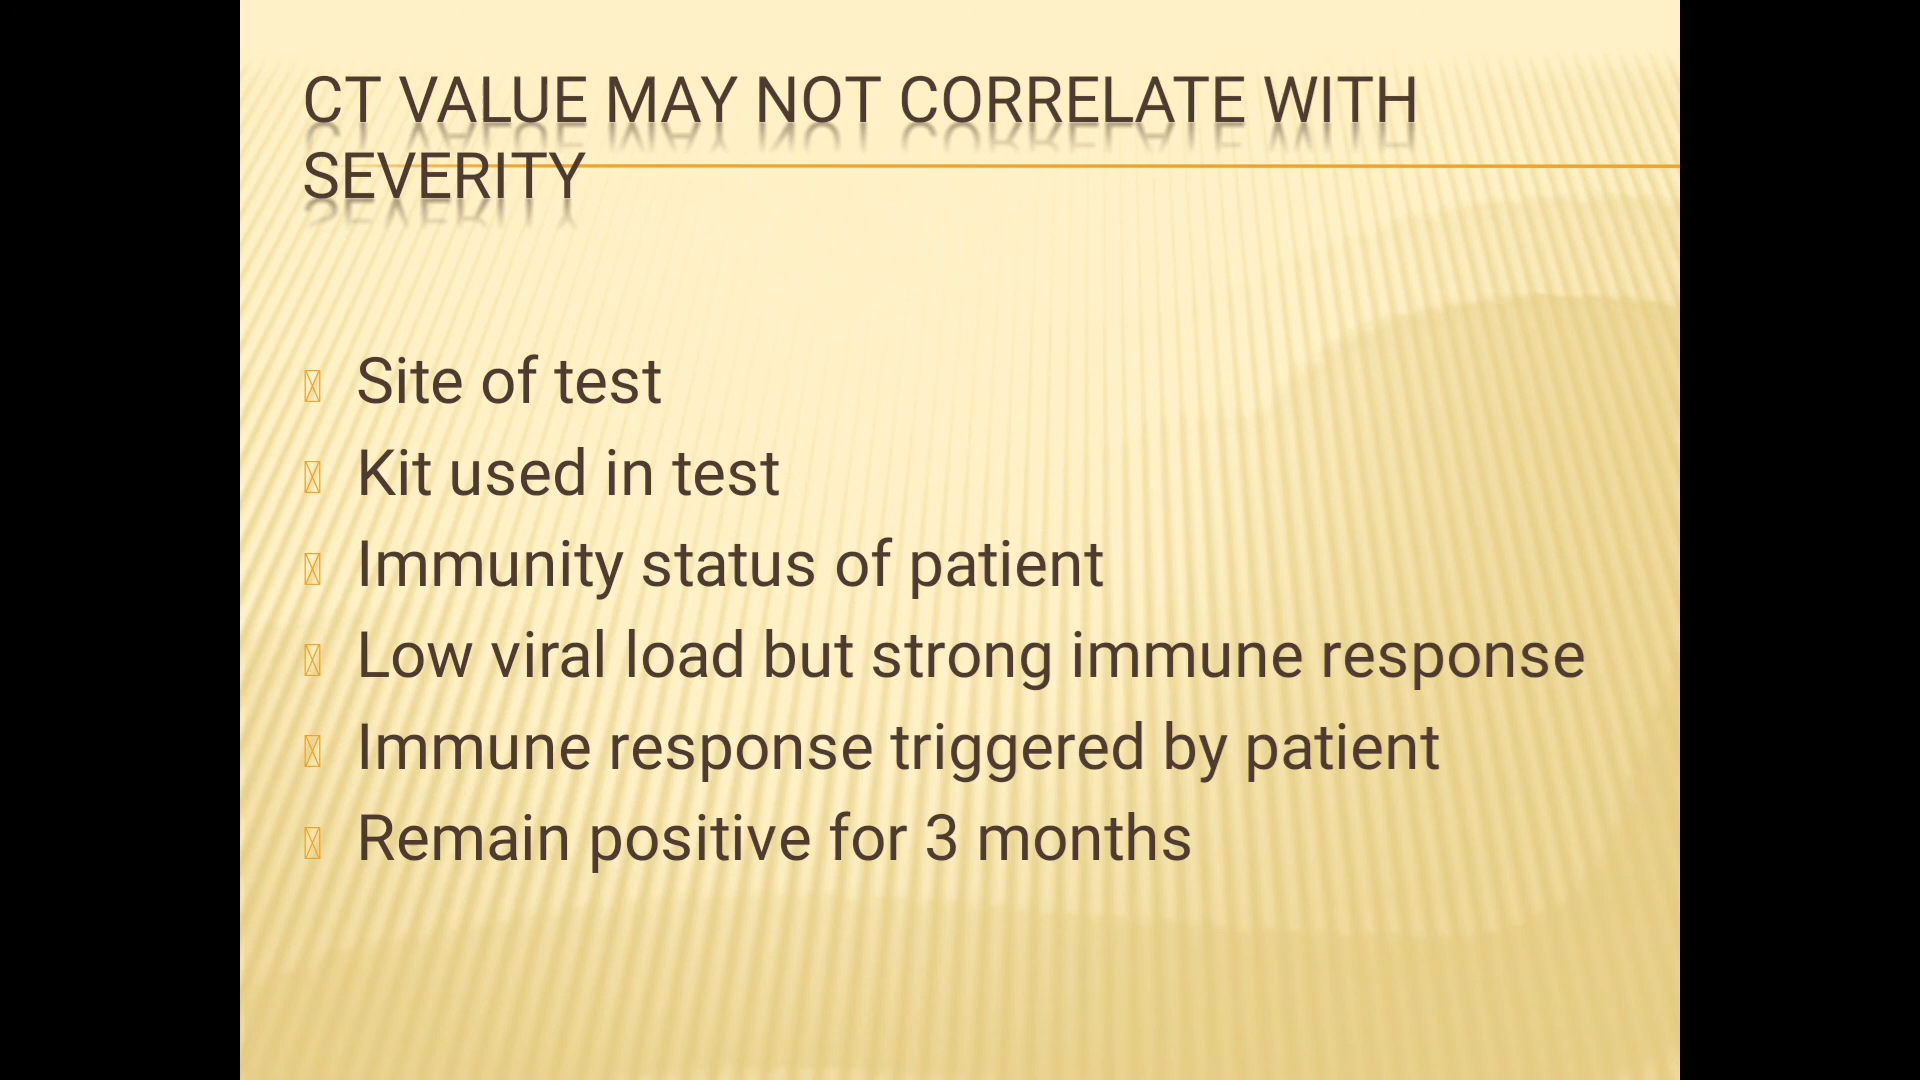 CT VALUE MAY NOT CORRELATE WITH
SEVERITY
Site of test
Kit used in test
Immunity status of patient
Low viral load but strong immune response
Immune response triggered by patient
Remain positive for 3 months